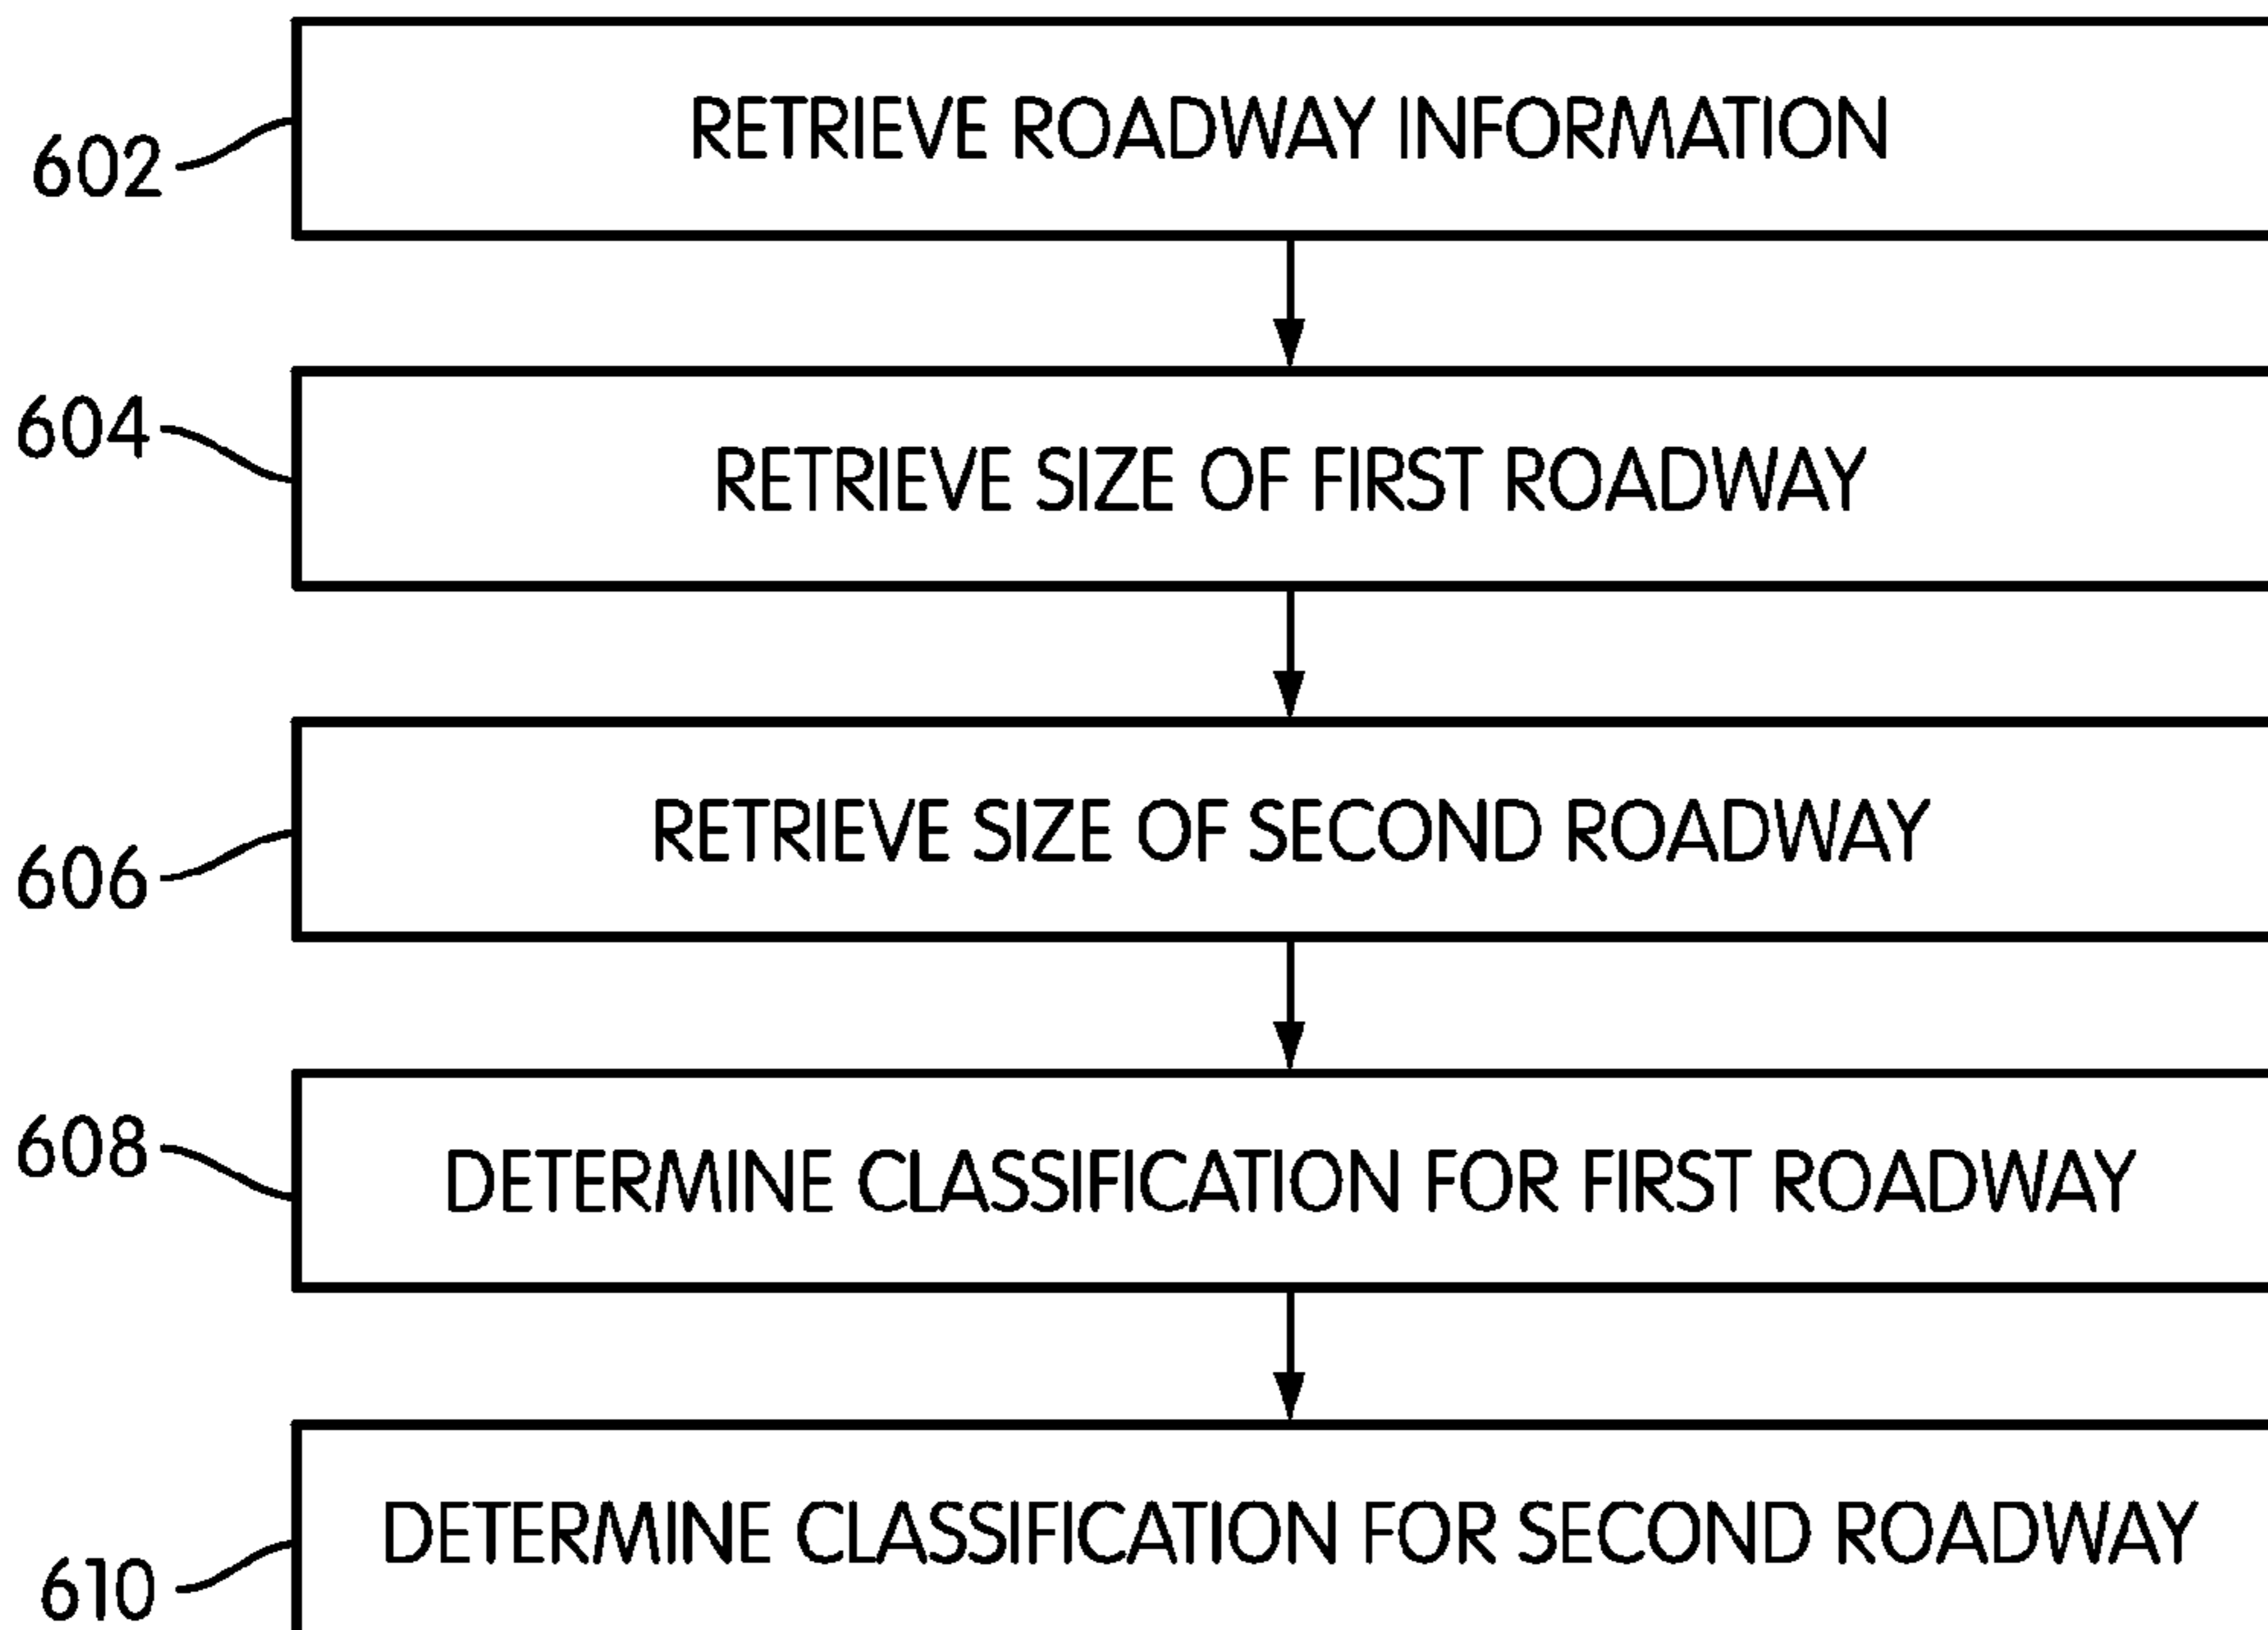 RETRIEVE ROADWAY INFORMATION
602
604
RETRIEVE SIZE OF FIRST ROADWAY
RETRIEVE SIZE OF SECOND ROADWAY
606
608
DETERMINE CLASSIFICATION FOR FIRST ROADWAY
DETERMINE CLASSIFICATION FOR SECOND ROADWAY
610